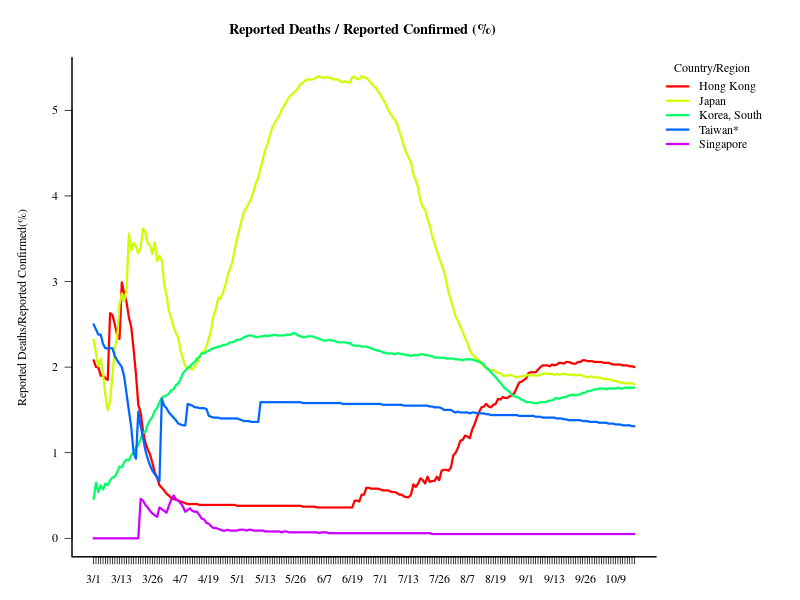 Reported Deaths / Reported Confirmed (%)
Country/Region
Hong Kong
Japan
Korea, South
Taiwan*
Singapore
Reported Deaths/Reported Confirmed(%)
5
4
3
2
1
0
3/1 3/13 3/26 4/7 4/19 5/1 5/13 5/26 6/7 6/19 7/1 7/13 7/26 8/7 8/19 9/1 9/13 9/26 10/9